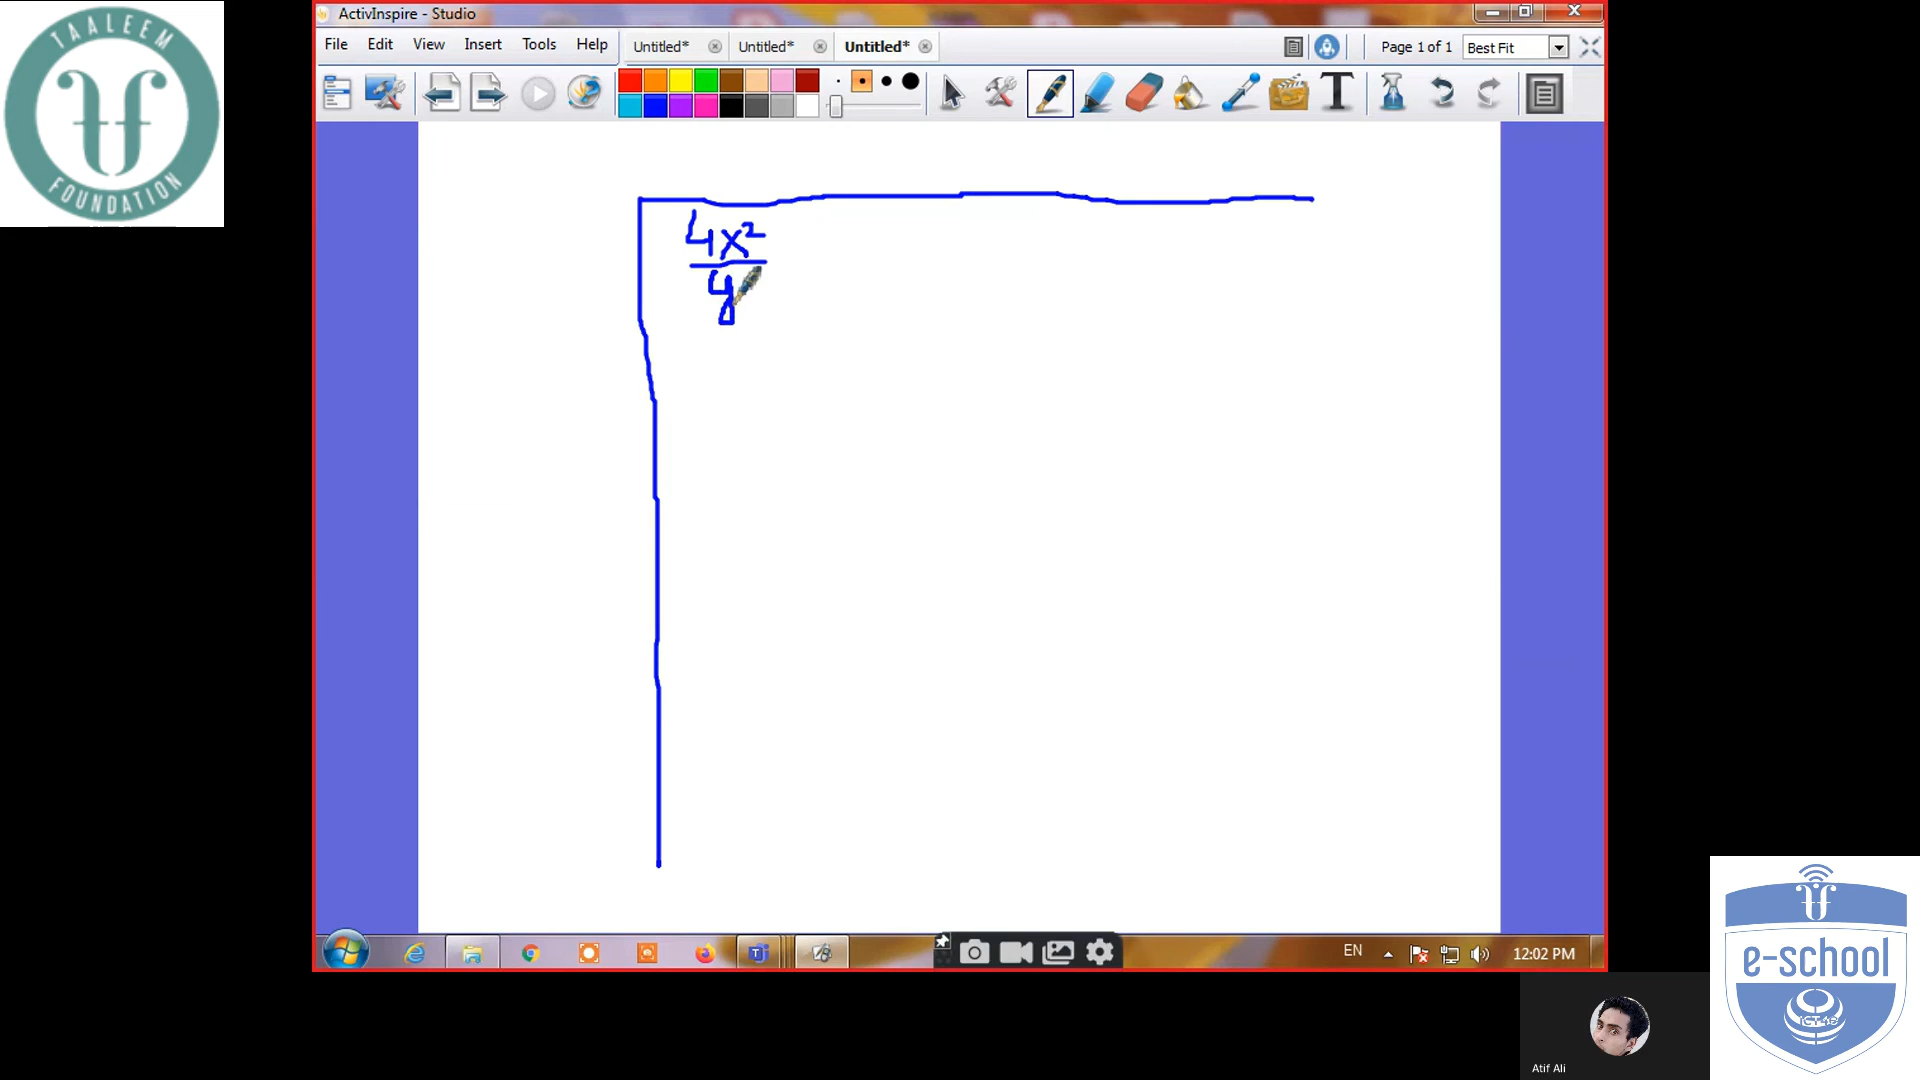 TAALEEM
FOUNDATION
ActivInspire - Studio
File Edit View Insert Tools Help
Untitled* Untitled* Untitled*
Page 1 of 1 Best Fit
4x²
y
EN 12:02 PM
e-school
Atif Ali